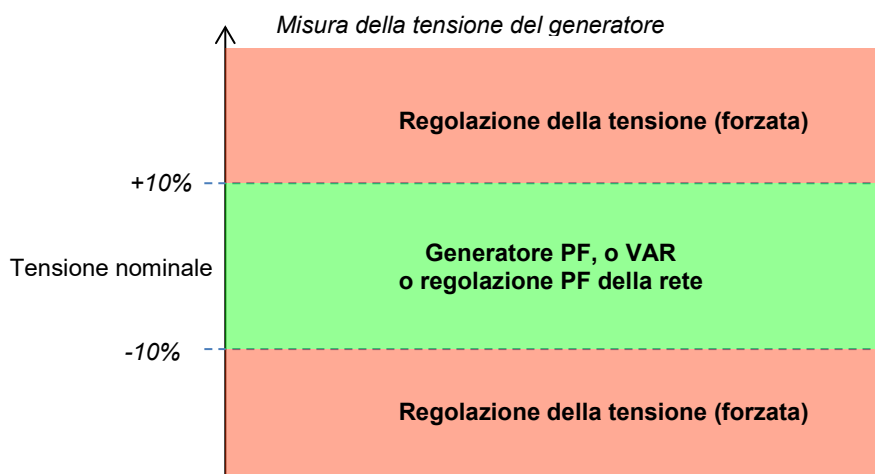 Misura della tensione del generatore
Regolazione della tensione (forzata)
+10%
Generatore PF, o VAR
Tensione nominale
o regolazione PF della rete
-10%
Regolazione della tensione (forzata)